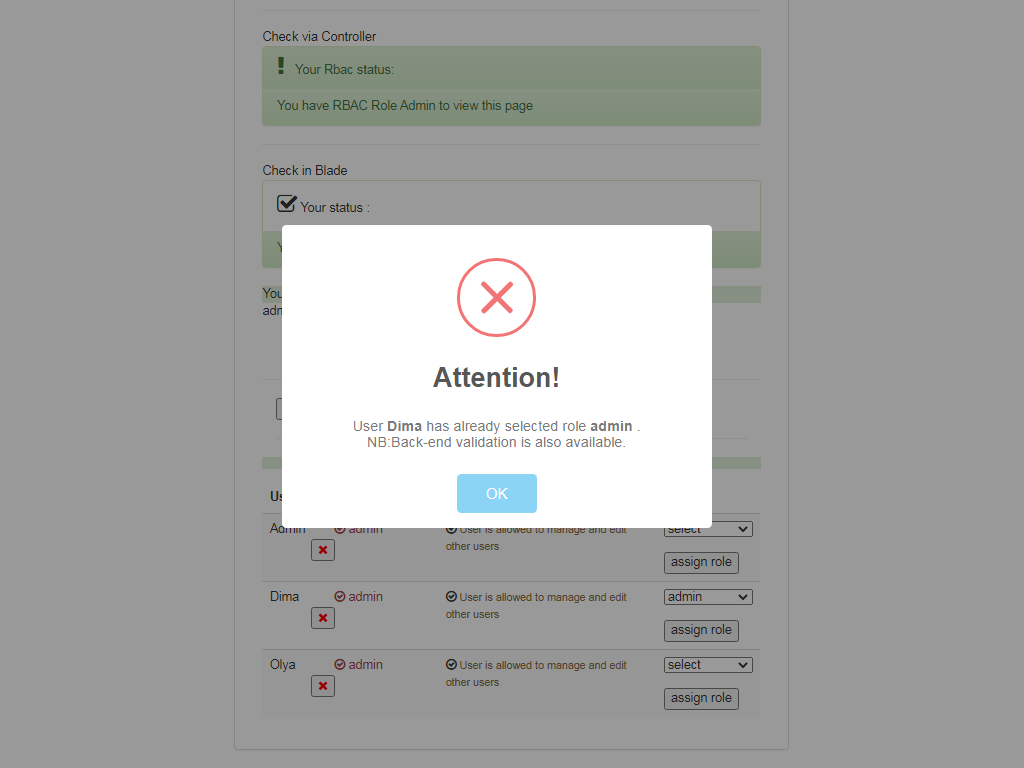 Check via Controller
Your Rbac status:
You have RBAC Role Admin to view this page
Check in Blade
Your status :
Attention!
User Dima has already selected role admin .
NB:Back-end validation is also available.
OK
Admin admin User is allowed to manage and edit select
other users
assign role
Dima admin User is allowed to manage and edit admin
other users
assign role
Olya admin User is allowed to manage and edit select
other users
assign role